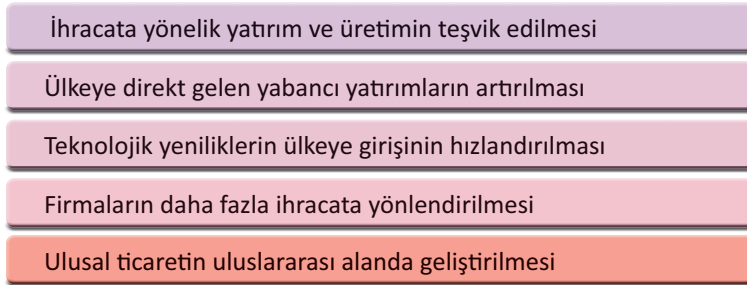 İhracata yönelik yatırım ve üretimin teşvik edilmesi
Ülkeye direkt gelen yabancı yatırımların artırılması
Teknolojik yeniliklerin ülkeye girişinin hızlandırılması
Firmaların daha fazla ihracata yönlendirilmesi
Ulusal ticaretin uluslararası alanda geliştirilmesi